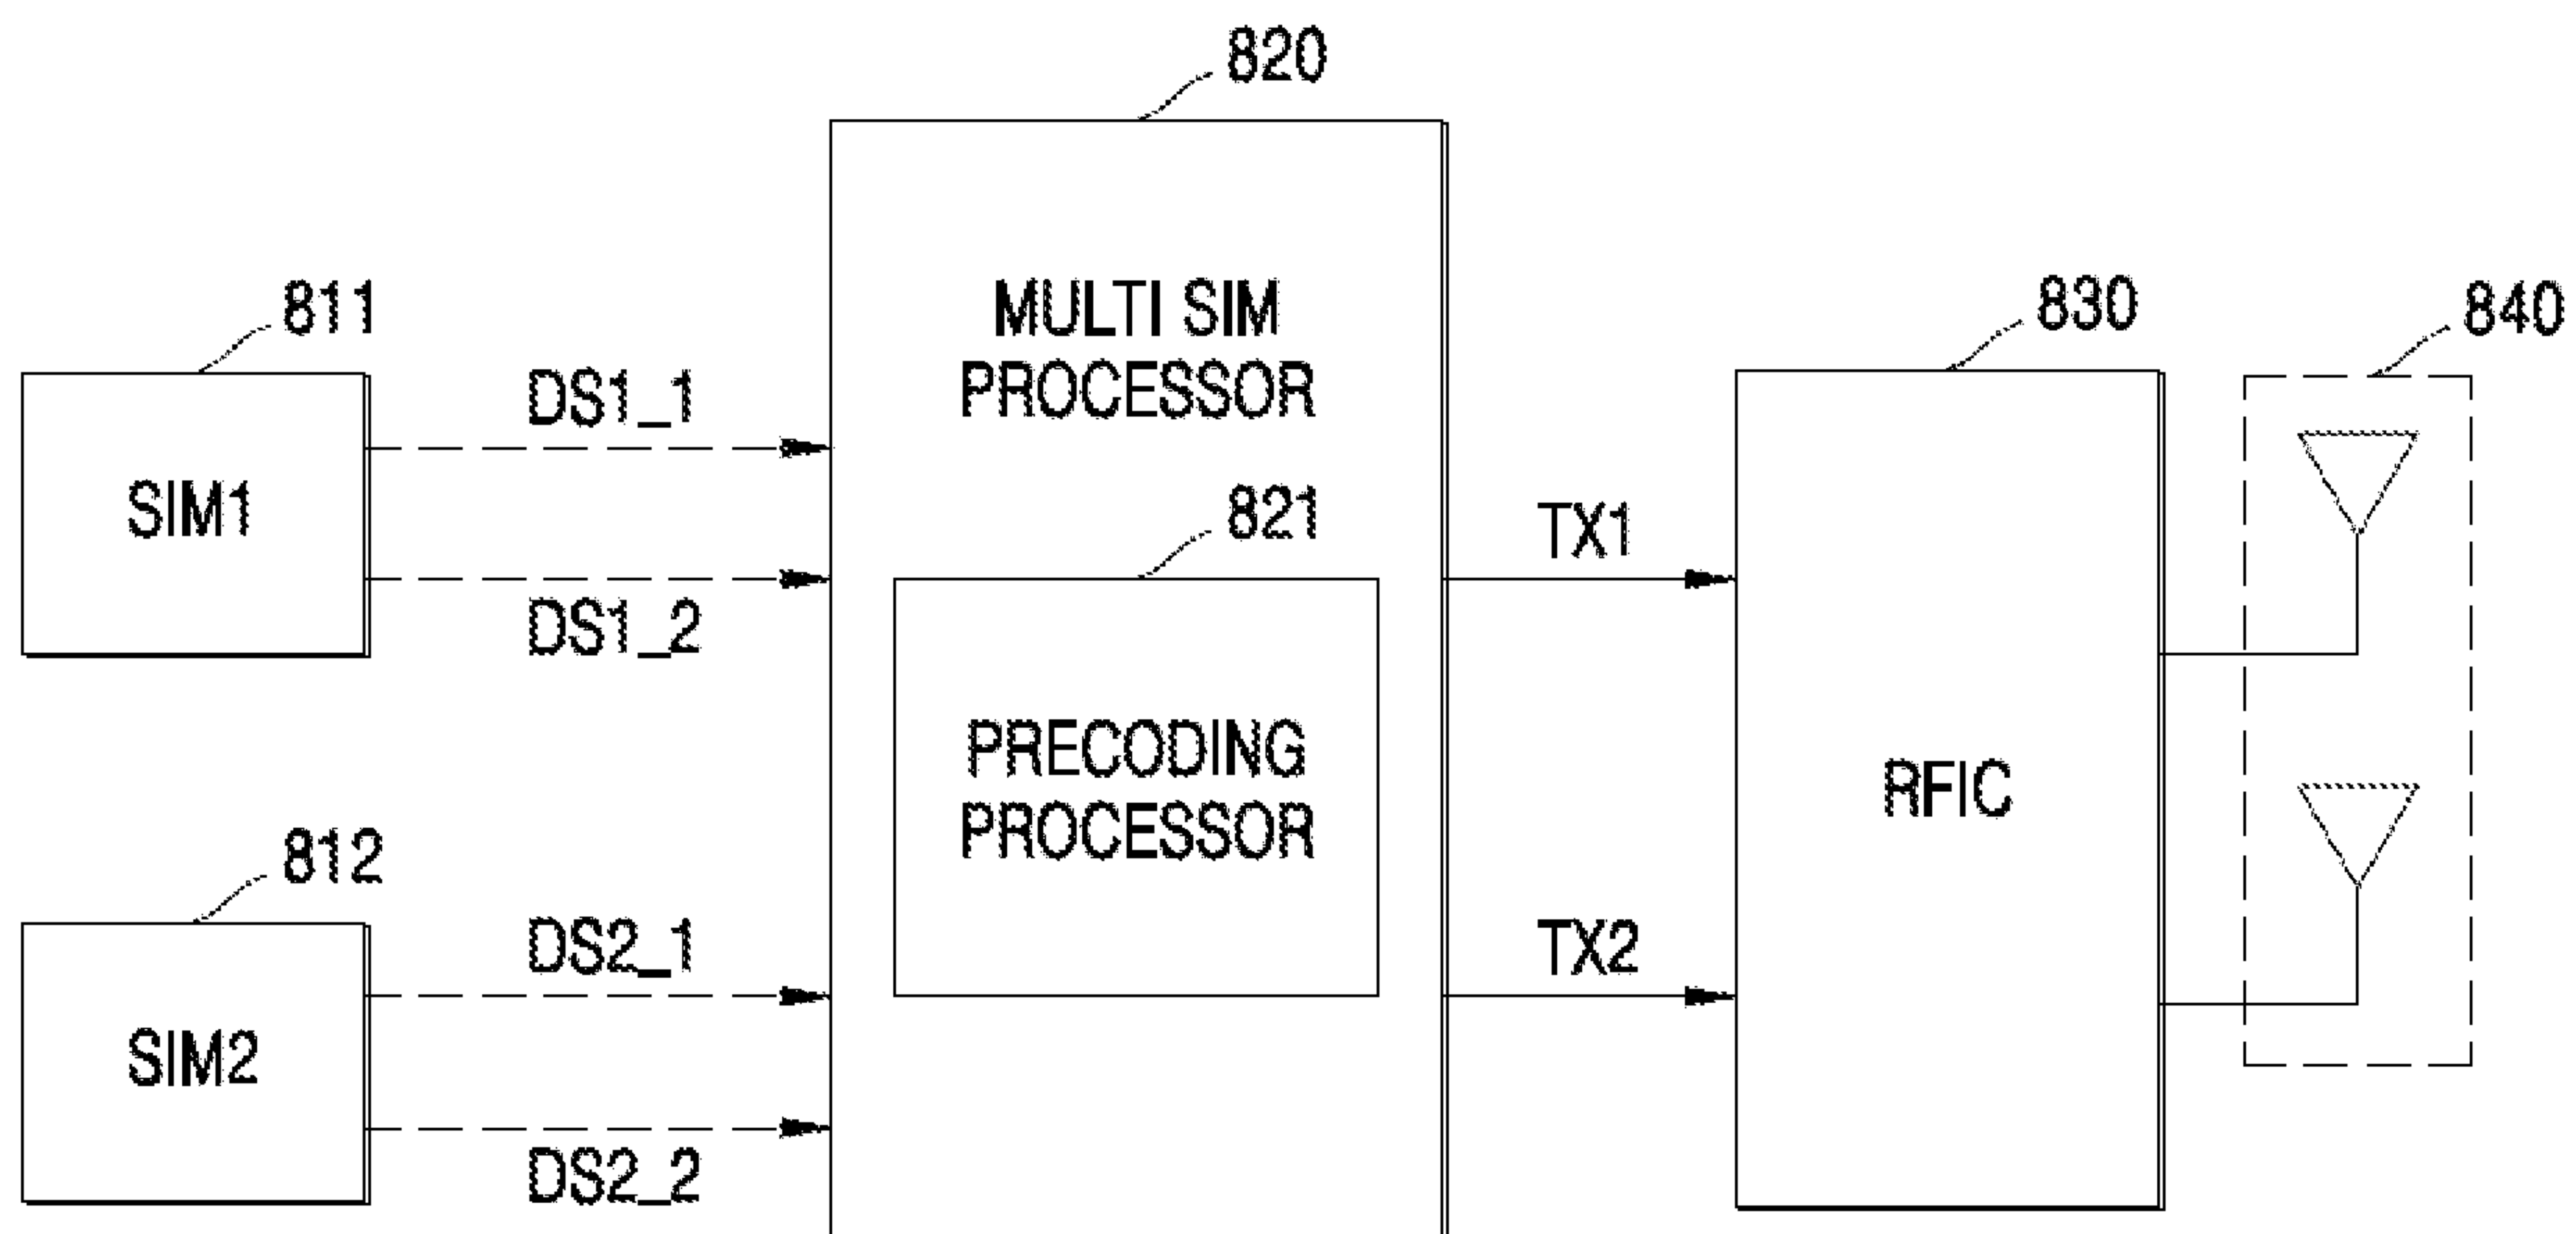 820
811
SIM1
DS1_1
DS1_2
812
SIM2
DS2_1
DS2_2
MULTI SIM
PROCESSOR
821
PRECODING
PROCESSOR
TX1
TX2
830
RFIC
840